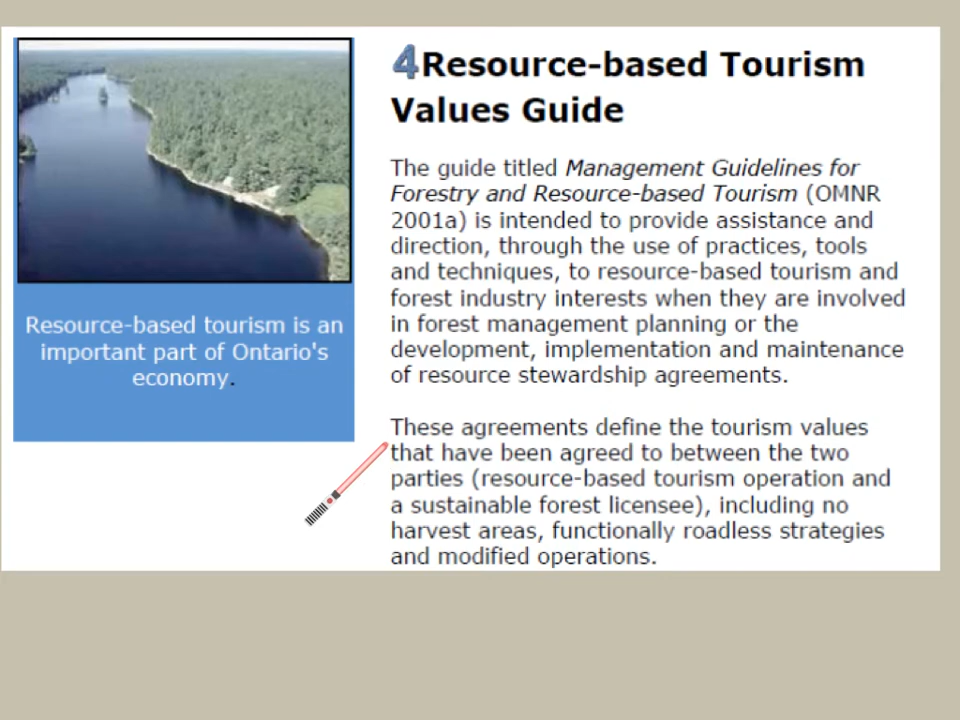 4Resource-based Tourism
Values Guide
The guide titled Management Guidelines for
Forestry and Resource-based Tourism (OMNR
2001a) is intended to provide assistance and
direction, through the use of practices, tools
and techniques, to resource-based tourism and
forest industry interests when they are involved
in forest management planning or the
development, implementation and maintenance
of resource stewardship agreements.
These agreements define the tourism values
that have been agreed to between the two
parties (resource-based tourism operation and
a sustainable forest licensee), including no
harvest areas, functionally roadless strategies
and modified operations.
Resource-based tourism is an
important part of Ontario's
economy.